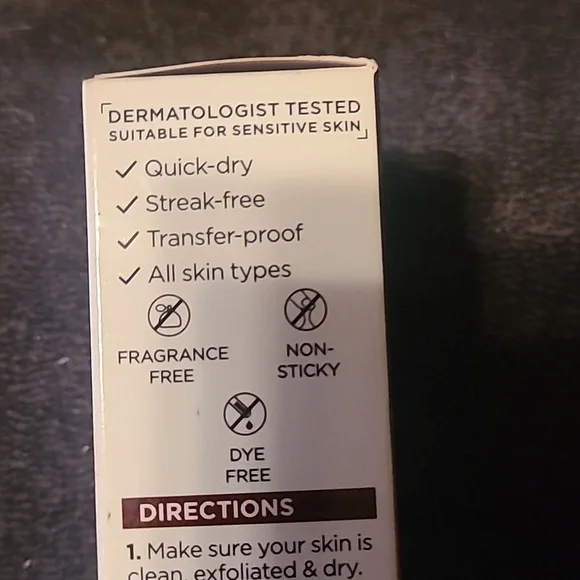 DERMATOLOGIST TESTED
SUITABLE FOR SENSITIVE SKIN
Quick-dry
Streak-free
Transfer-proof
All skin types
FRAGRANCE FREE
NON-STICKY
DYE FREE
DIRECTIONS
1. Make sure your skin is
clean, exfoliated & dry.